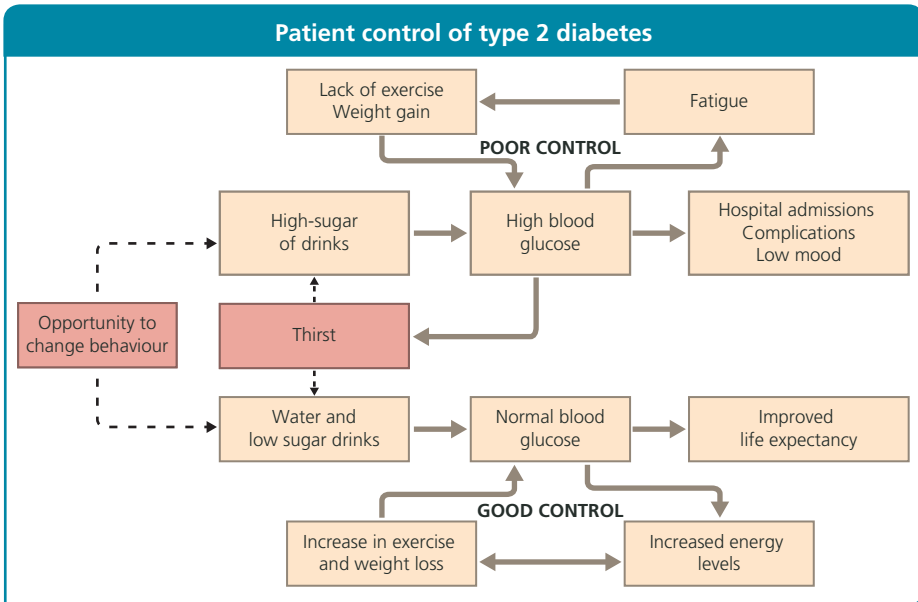 Patient control of type 2 diabetes
Lack of exercise
Weight gain
Fatigue
POOR CONTROL
High-sugar
of drinks
High blood
glucose
Hospital admissions
Complications
Low mood
Opportunity to
change behaviour
Thirst
Water and
low sugar drinks
Normal blood
glucose
Improved
life expectancy
GOOD CONTROL
Increase in exercise
and weight loss
Increased energy
levels